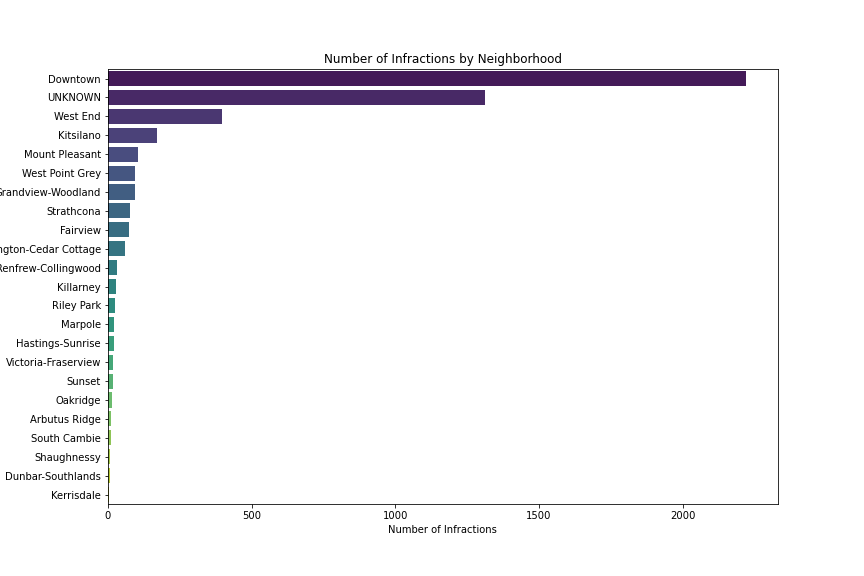 Number of Infractions by Neighborhood
Downtown
UNKNOWN
West End
Kitsilano
Mount Pleasant
West Point Grey
Grandview-Woodland
Strathcona
Fairview
ngton-Cedar Cottage
Renfrew-Collingwood
Killarney
Riley Park
Marpole
Hastings-Sunrise
Victoria-Fraserview
Sunset
Oakridge
Arbutus Ridge
South Cambie
Shaughnessy
Dunbar-Southlands
Kerrisdale
0 500 1000 1500 2000
Number of Infractions